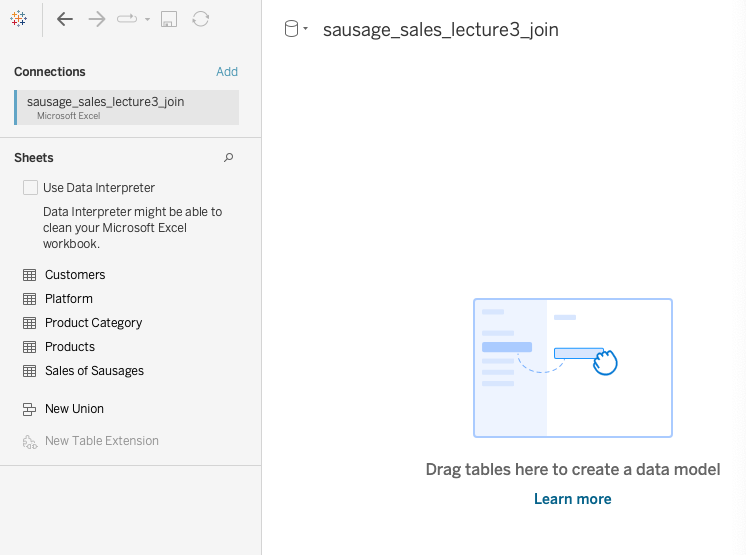 sausage_sales_lecture3_join
Connections
Add
sausage_sales_lecture3_join
Microsoft Excel
Sheets
Use Data Interpreter
Data Interpreter might be able to
clean your Microsoft Excel
workbook.
Customers
Platform
Product Category
Products
Sales of Sausages
New Union
New Table Extension
Drag tables here to create a data model
Learn more